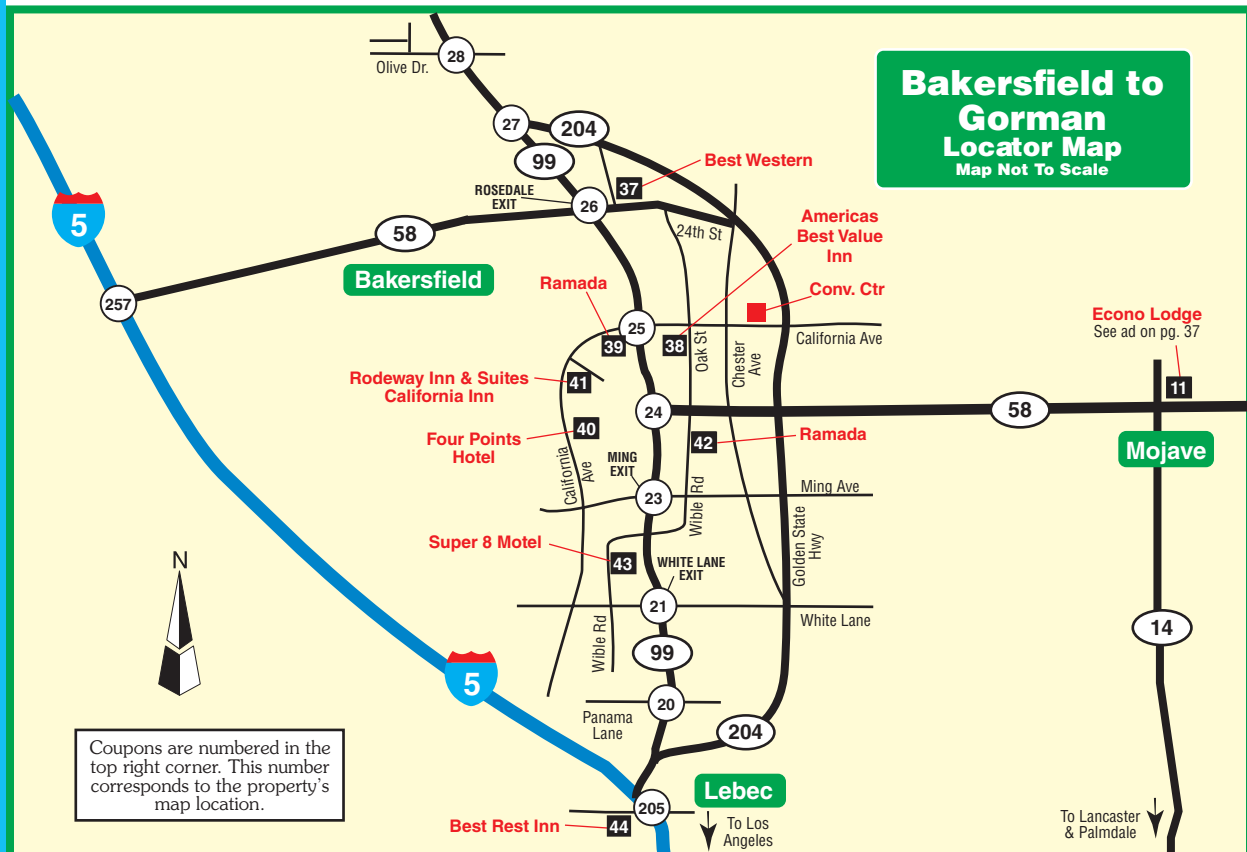 28
Olive Dr.
27
204
99
Bakersfield to
Gorman
Locator Map
Map Not To Scale
Best Western
37
ROSEDALE
EXIT
26
5
58
24th St
Americas
Best Value
Inn
Bakersfield
257
Ramada
Conv. Ctr
25
39
38
Oak St
Chester
Ave
California Ave
Econo Lodge
See ad on pg. 37
11
Rodeway Inn & Suites
California Inn
41
24
58
40
Four Points
Hotel
42
Ramada
Mojave
California
Ave
MING
EXIT
23
Wible Rd
Ming Ave
Golden State
Hwy
Super 8 Motel
43
WHITE LANE
EXIT
N
21
White Lane
14
Wible Rd
99
5
20
Panama
Lane
204
Coupons are numbered in the
top right corner. This number
corresponds to the property's
map location.
Lebec
205
Best Rest Inn
44
To Los
Angeles
To Lancaster
& Palmdale